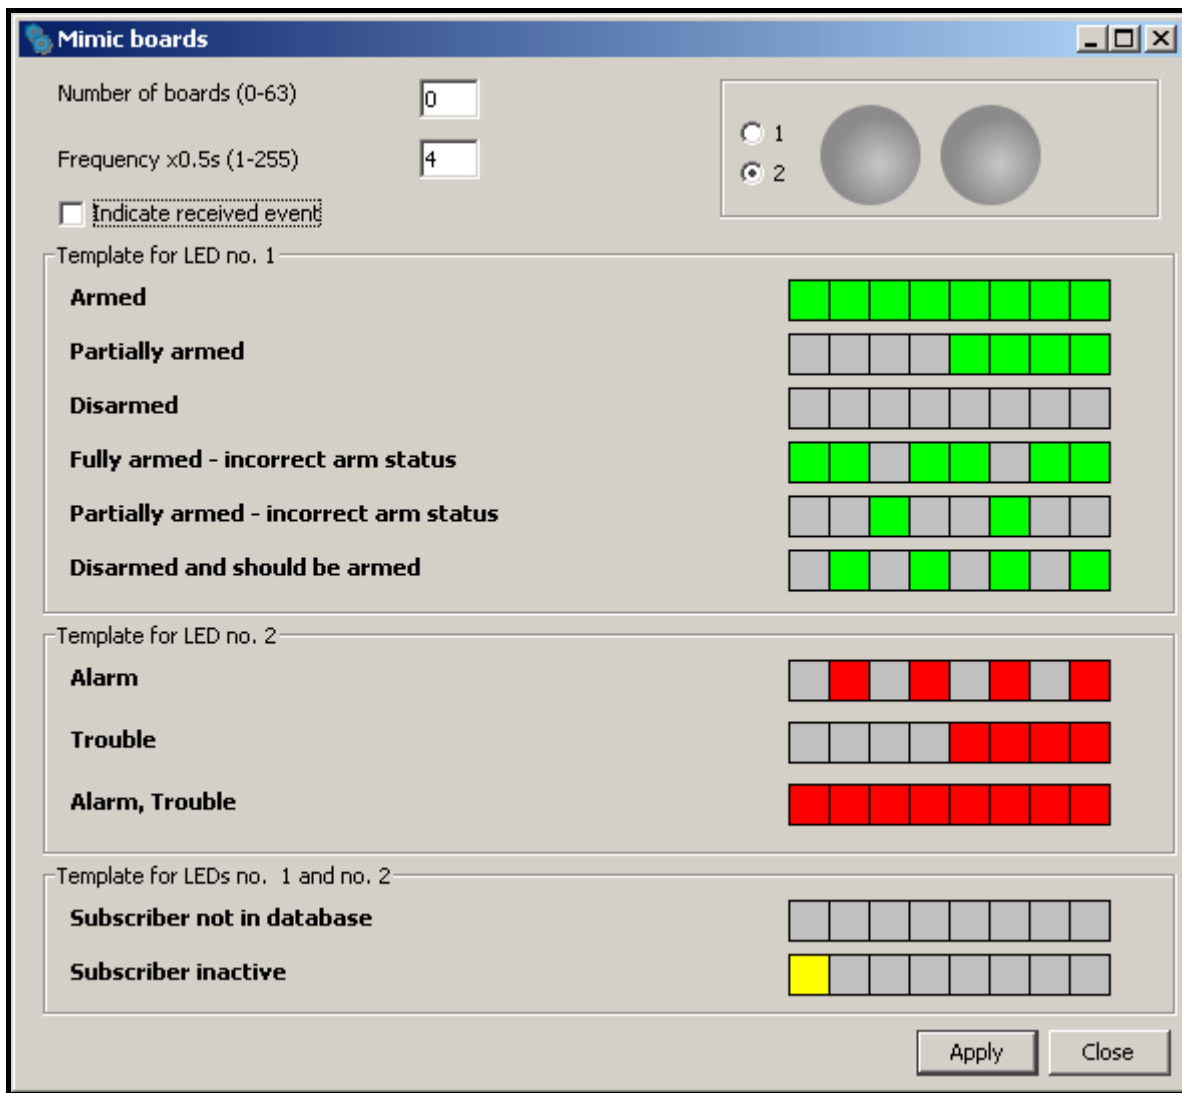 Mimic boards
Number of boards (0-63) 0
1
Frequency x0.5s (1-255) 4
2
Indicate received event
Template for LED no. 1
Armed
Partially armed
Disarmed
Fully armed - incorrect arm status
Partially armed - incorrect arm status
Disarmed and should be armed
Template for LED no. 2
Alarm
Trouble
Alarm, Trouble
Template for LEDs no. 1 and no. 2
Subscriber not in database
Subscriber inactive
Apply Close